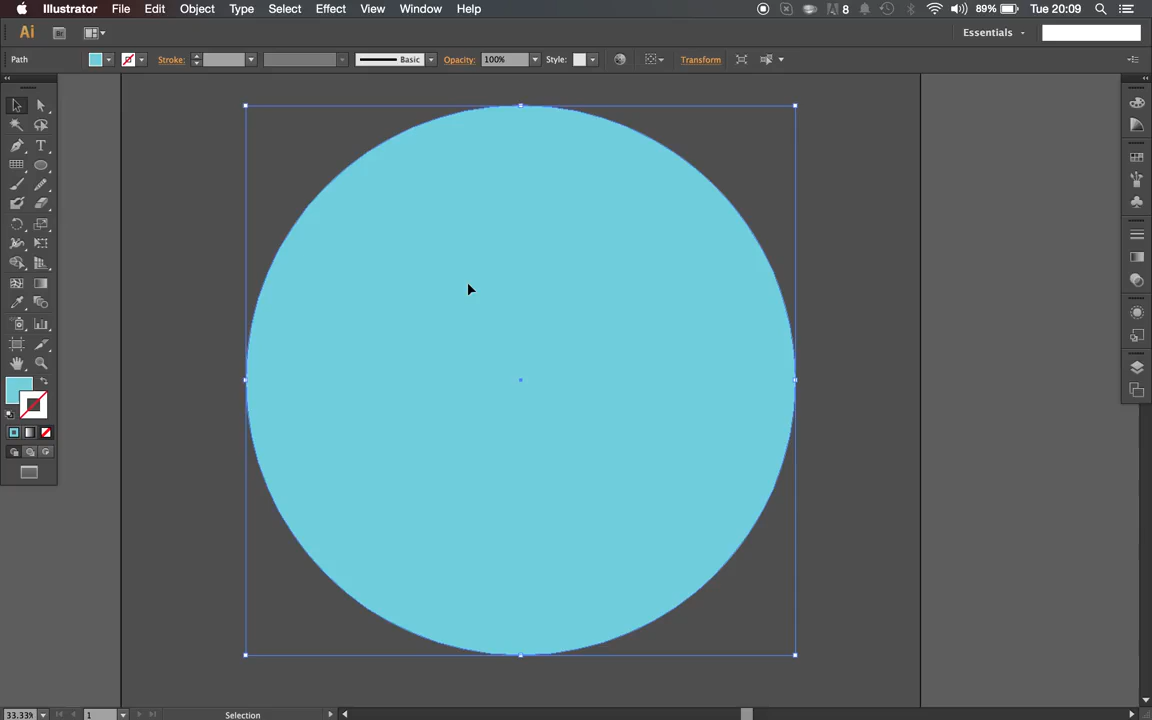 Illustrator File Edit Object Type Select Effect View Window Help 8 89% Tue 20:09
Ai Br Essentials
Path Stroke: Basic Opacity: 100% Style: Transform
T
33.33% 1 Selection